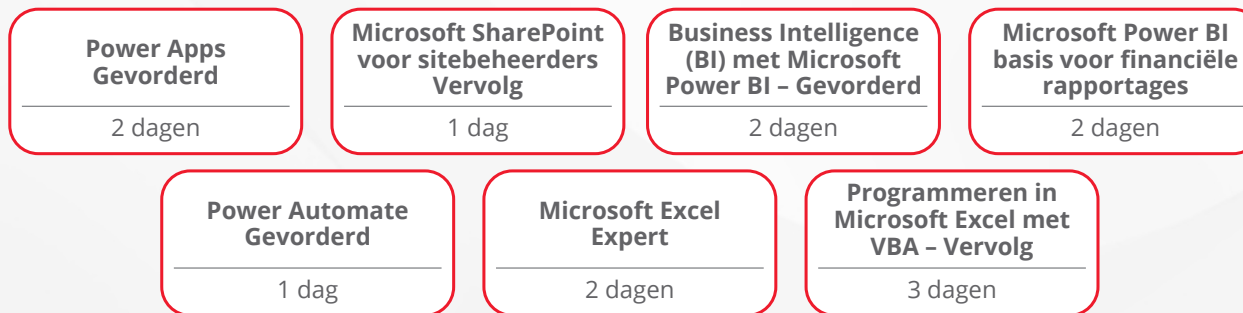 Power Apps
Gevorderd
2 dagen
Microsoft SharePoint
voor sitebeheerders
Vervolg
1 dag
Business Intelligence
(BI) met Microsoft
Power BI – Gevorderd
2 dagen
Microsoft Power BI
basis voor financiële
rapportages
2 dagen
Power Automate
Gevorderd
1 dag
Microsoft Excel
Expert
2 dagen
Programmeren in
Microsoft Excel met
VBA – Vervolg
3 dagen